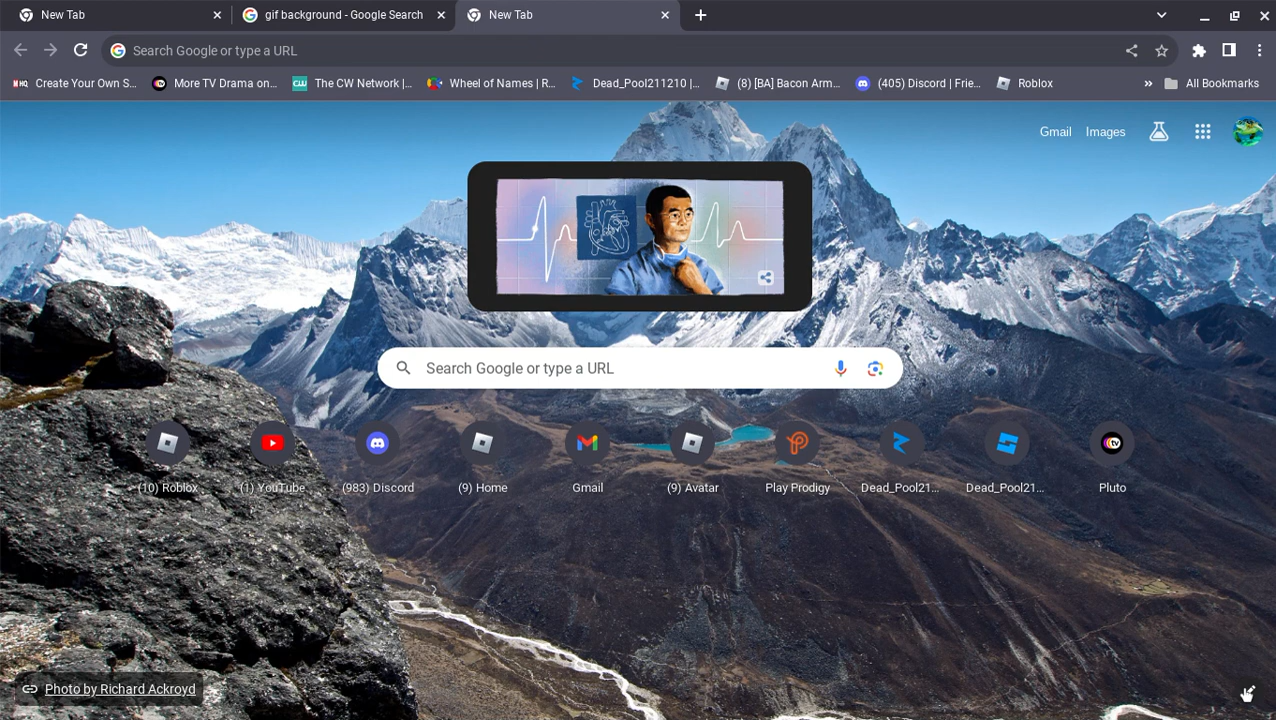 New Tab
gif background - Google Search
New Tab
Search Google or type a URL
Create Your Own S...
More TV Drama on...
The CW Network |...
Wheel of Names | R...
Dead_Pool211210 |...
(8) [BA] Bacon Arm...
(405) Discord | Frie...
Roblox
» All Bookmarks
Gmail Images
Search Google or type a URL
(10) Roblox
(1) YouTube
(983) Discord
(9) Home
Gmail
(9) Avatar
Play Prodigy
Dead_Pool21...
Dead_Pool21...
Pluto
Photo by Richard Ackroyd